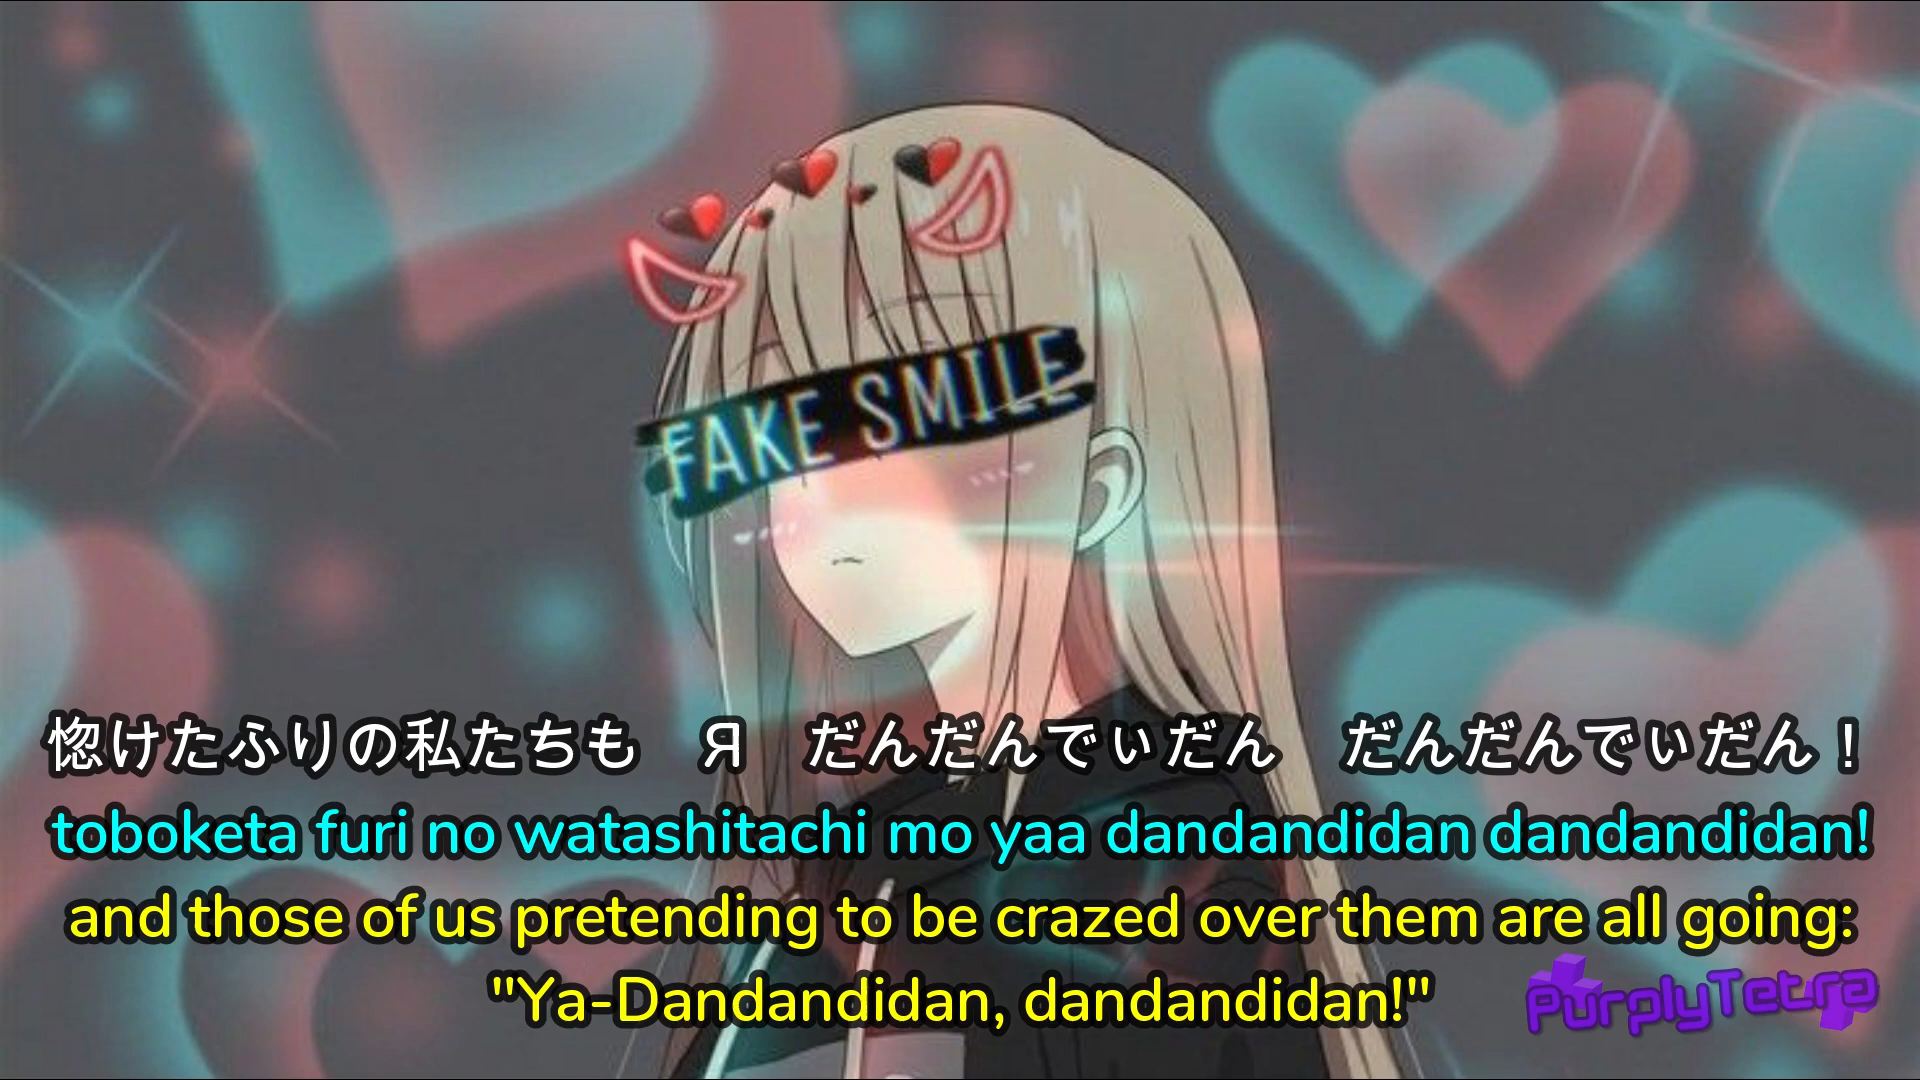 FAKE SMILE
惚けたふりの私たちも　Я　だんだんでぃだん　だんだんでぃだん！
toboketa furi no watashitachi mo yaa dandandidan dandandidan!
and those of us pretending to be crazed over them are all going:
"Ya-Dandandidan, dandandidan!"
PurplyTetra